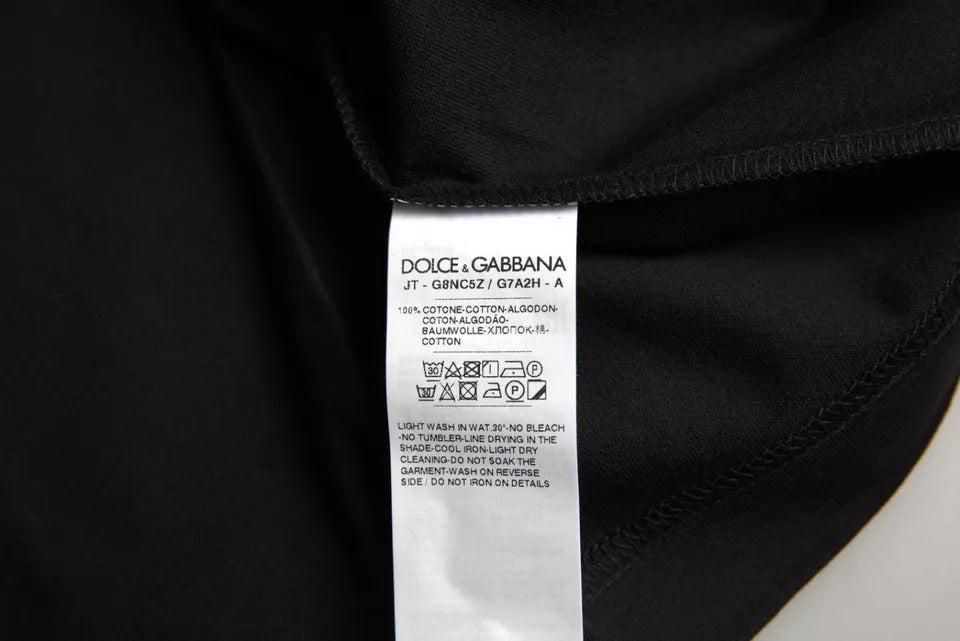 DOLCE & GABBANA
JT - G8NC5Z / G7A2H - A
100% COTONE-COTTON-ALGODON-
COTON-ALGODÃO-
BAUMWOLLE-ХЛОПОК-棉-
COTTON
30 P
30 P
LIGHT WASH IN WAT.30°-NO BLEACH
-NO TUMBLER-LINE DRYING IN THE
SHADE-COOL IRON-LIGHT DRY
CLEANING-DO NOT SOAK THE
GARMENT-WASH ON REVERSE
SIDE / DO NOT IRON ON DETAILS